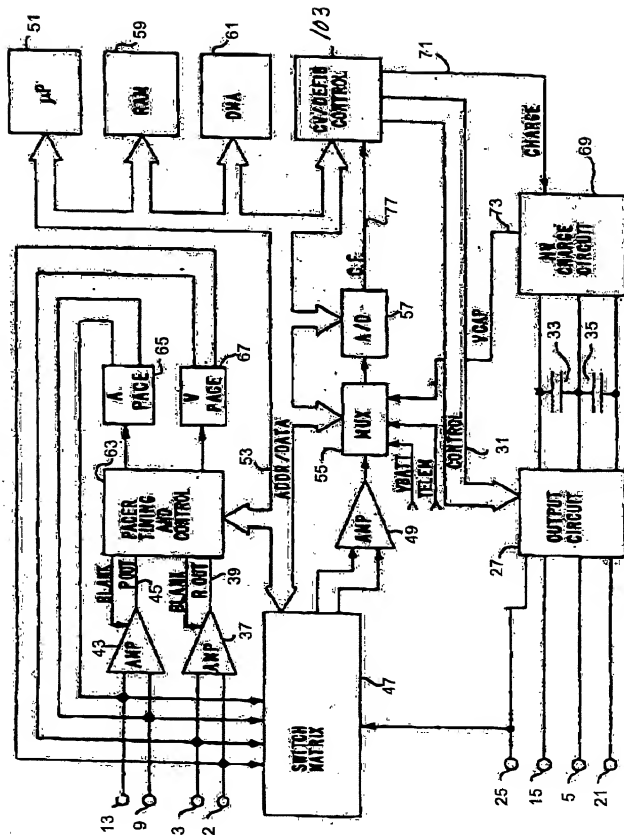 51
µP
59
RAM
61
DMA
103
CV/DEFIB
CONTROL
71
CHARGE
77
C.F.
A/D
57
73
VCAP
69
HV
CHARGE
CIRCUIT
33
35
65
A
PACE
V
PACE
67
63
PACER
TIMING
AND
CONTROL
53
ADDR/DATA
55
MUX
VBATT
TELEM
CONTROL
31
AMP
49
BLANK
P OUT
45
BLANK
R OUT
39
43
AMP
37
AMP
SWITCH
MATRIX
47
27
OUTPUT
CIRCUIT
13
9
3
2
25
15
5
21